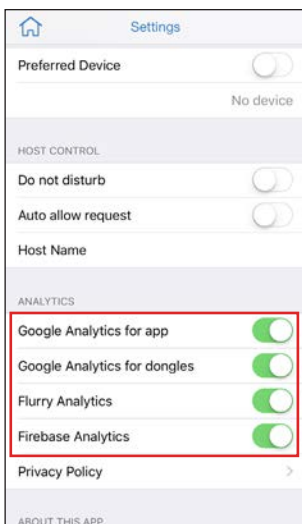 Settings
Preferred Device
No device
HOST CONTROL
Do not disturb
Auto allow request
Host Name
ANALYTICS
Google Analytics for app
Google Analytics for dongles
Flurry Analytics
Firebase Analytics
Privacy Policy
ABOUT THIS APP